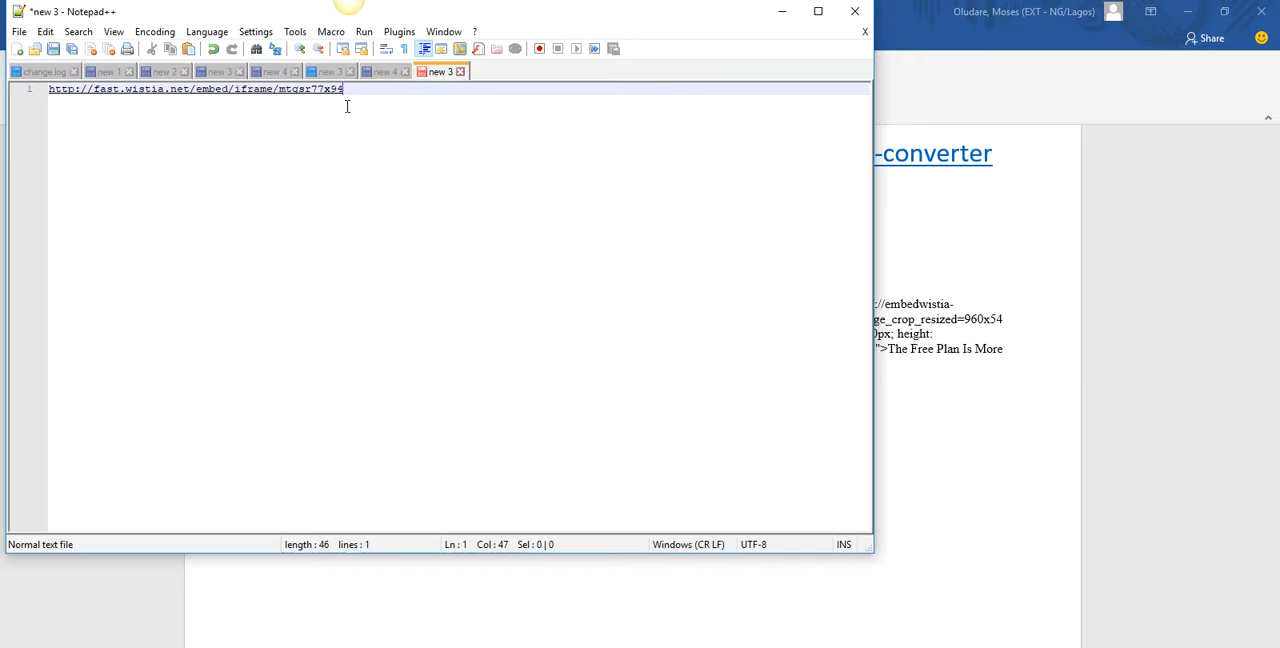 *new 3 - Notepad++
Oludare, Moses (EXT - NG/Lagos)
File Edit Search View Encoding Language Settings Tools Macro Run Plugins Window ? X
Share
change.log new 1 new 2 new 3 new 4 new 3 new 4 new 3
1 http://fast.wistia.net/embed/iframe/mtgsr77x94
-converter
://embedwistia-
ge_crop_resized=960x54
0px; height:
">The Free Plan Is More
Normal text file length : 46 lines : 1 Ln : 1 Col : 47 Sel : 0 | 0 Windows (CR LF) UTF-8 INS